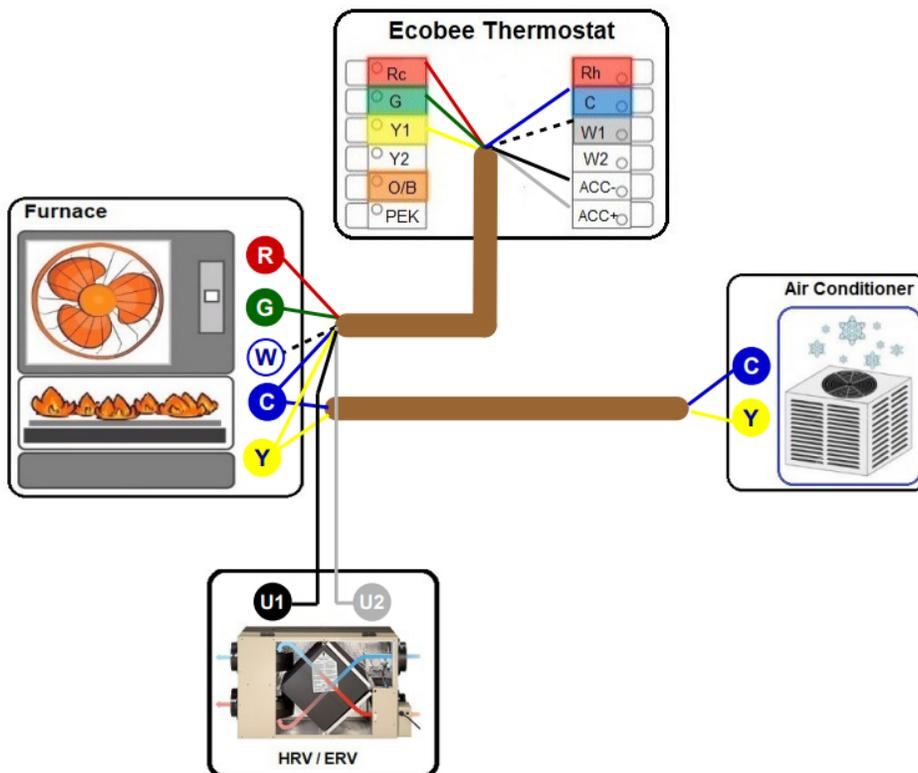 Ecobee Thermostat
Rc
Rh
G
C
Y1
W1
Y2
W2
O/B
ACC-
PEK
ACC+
Furnace
R
G
W
C
Y
Air Conditioner
C
Y
U1
U2
HRV / ERV